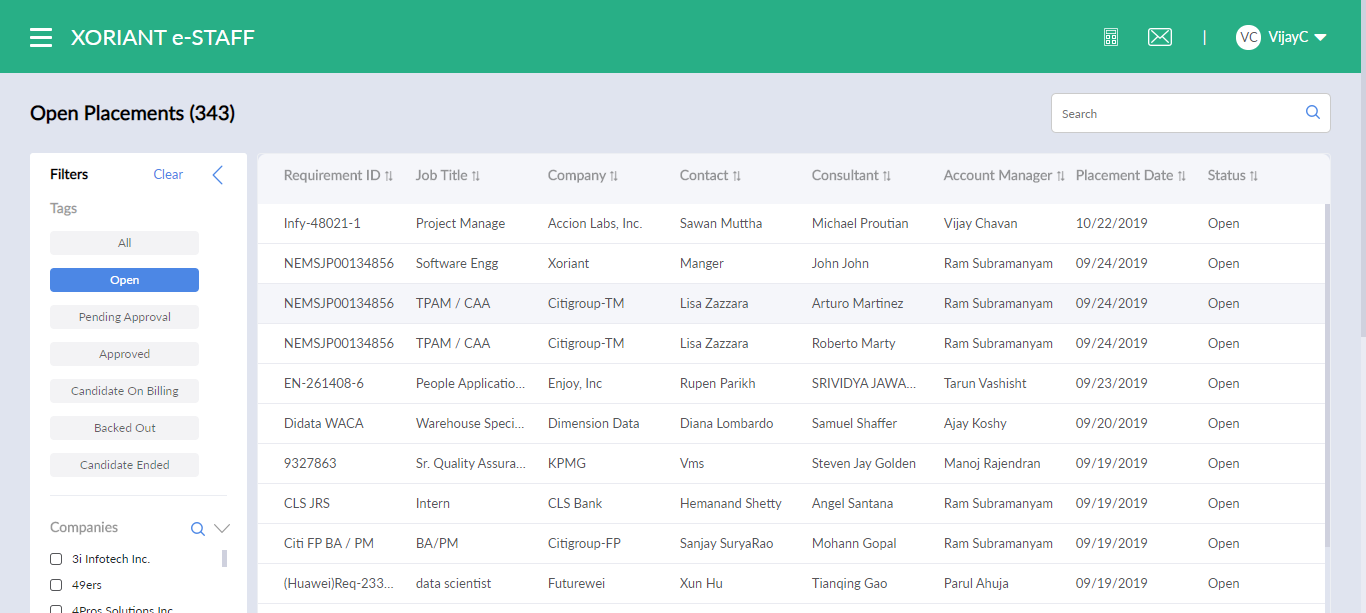 XORIANT e-STAFF
VC VijayC
Open Placements (343)
Search
Filters Clear
Tags
All
Open
Pending Approval
Approved
Candidate On Billing
Backed Out
Candidate Ended
Companies
3i Infotech Inc.
49ers
4Pros Solutions Inc
Requirement ID Job Title Company Contact Consultant Account Manager Placement Date Status
Infy-48021-1 Project Manage Accion Labs, Inc. Sawan Muttha Michael Proutian Vijay Chavan 10/22/2019 Open
NEMSJP00134856 Software Engg Xoriant Manger John John Ram Subramanyam 09/24/2019 Open
NEMSJP00134856 TPAM / CAA Citigroup-TM Lisa Zazzara Arturo Martinez Ram Subramanyam 09/24/2019 Open
NEMSJP00134856 TPAM / CAA Citigroup-TM Lisa Zazzara Roberto Marty Ram Subramanyam 09/24/2019 Open
EN-261408-6 People Applicatio... Enjoy, Inc Rupen Parikh SRIVIDYA JAWA... Tarun Vashisht 09/23/2019 Open
Didata WACA Warehouse Speci... Dimension Data Diana Lombardo Samuel Shaffer Ajay Koshy 09/20/2019 Open
9327863 Sr. Quality Assura... KPMG Vms Steven Jay Golden Manoj Rajendran 09/19/2019 Open
CLS JRS Intern CLS Bank Hemanand Shetty Angel Santana Ram Subramanyam 09/19/2019 Open
Citi FP BA / PM BA/PM Citigroup-FP Sanjay SuryaRao Mohann Gopal Ram Subramanyam 09/19/2019 Open
(Huawei)Req-233... data scientist Futurewei Xun Hu Tianqing Gao Parul Ahuja 09/19/2019 Open